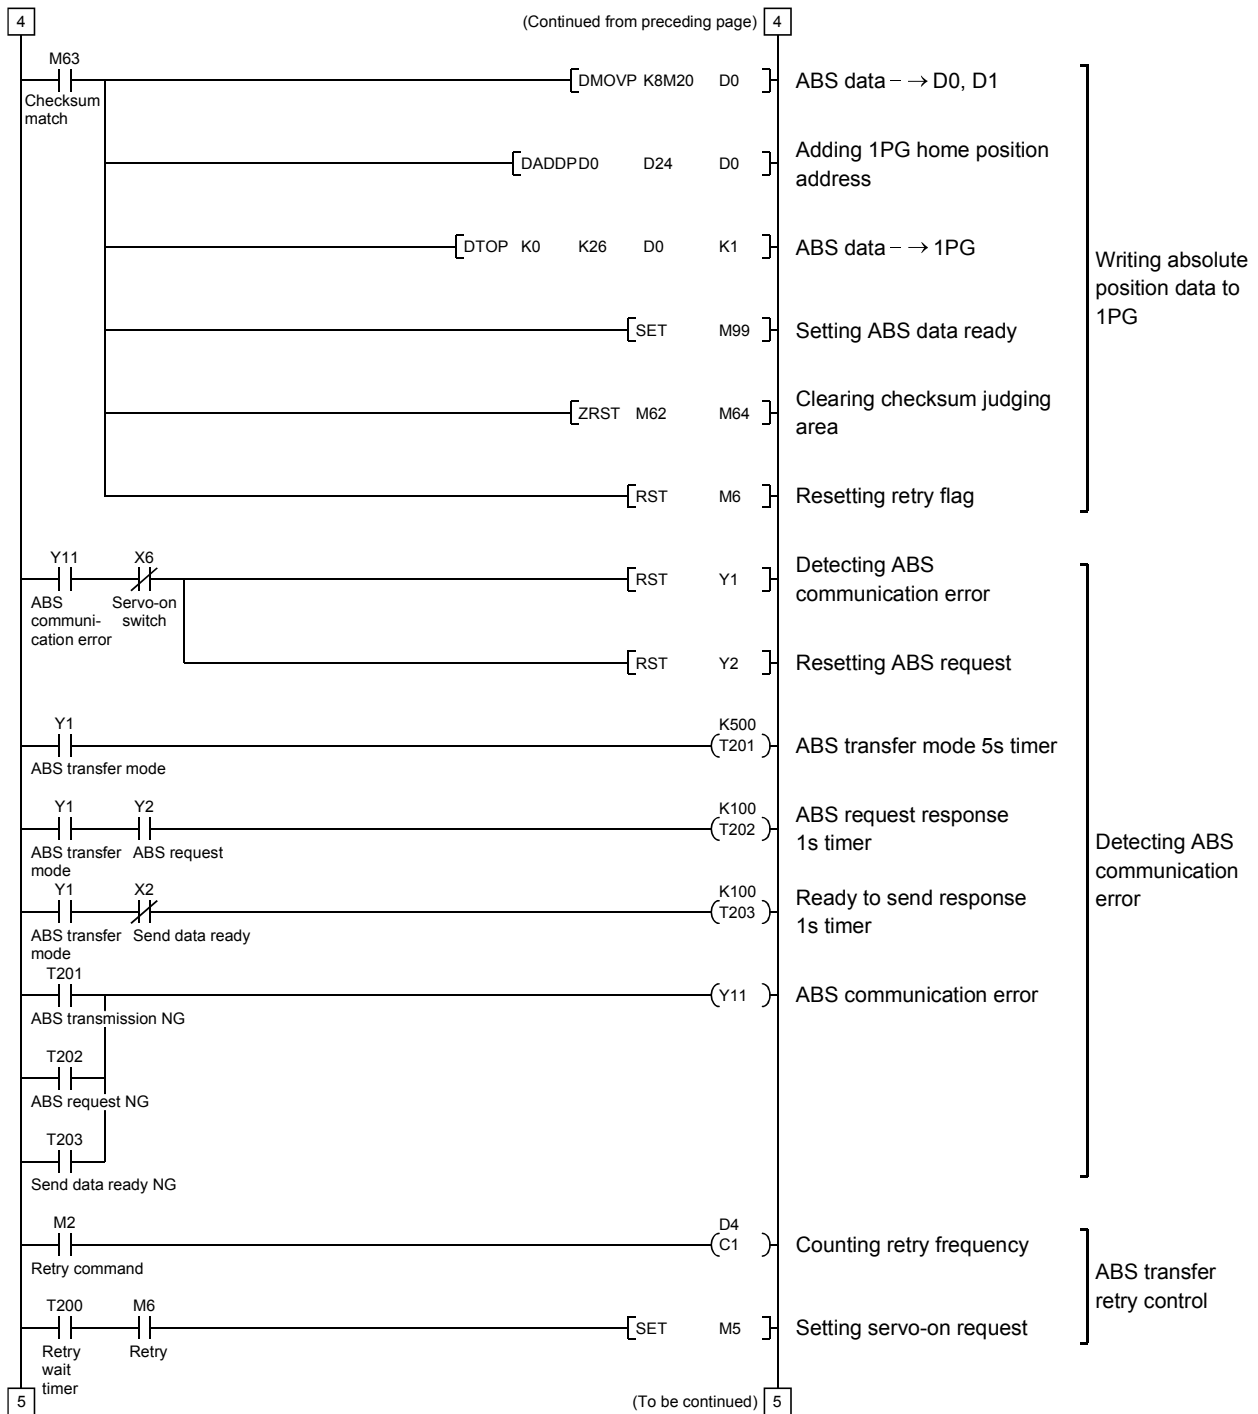 4 (Continued from preceding page) 4
M63
DMOVP K8M20 D0 ABS data – → D0, D1
Checksum
match
DADDPD0 D24 D0 Adding 1PG home position
address
DTOP K0 K26 D0 K1 ABS data – → 1PG
Writing absolute
position data to
1PG
SET M99 Setting ABS data ready
ZRST M62 M64 Clearing checksum judging
area
RST M6 Resetting retry flag
Y11 X6
RST Y1 Detecting ABS
communication error
ABS
communi-
cation error
Servo-on
switch
RST Y2 Resetting ABS request
Y1 K500
T201 ABS transfer mode 5s timer
ABS transfer mode
Y1 Y2 K100
T202 ABS request response
1s timer
ABS transfer
mode
ABS request
Detecting ABS
communication
error
Y1 X2 K100
T203 Ready to send response
1s timer
ABS transfer
mode
Send data ready
T201
Y11 ABS communication error
ABS transmission NG
T202
ABS request NG
T203
Send data ready NG
M2 D4
C1 Counting retry frequency
Retry command
ABS transfer
retry control
T200 M6
SET M5 Setting servo-on request
Retry
wait
timer
Retry
5 (To be continued) 5